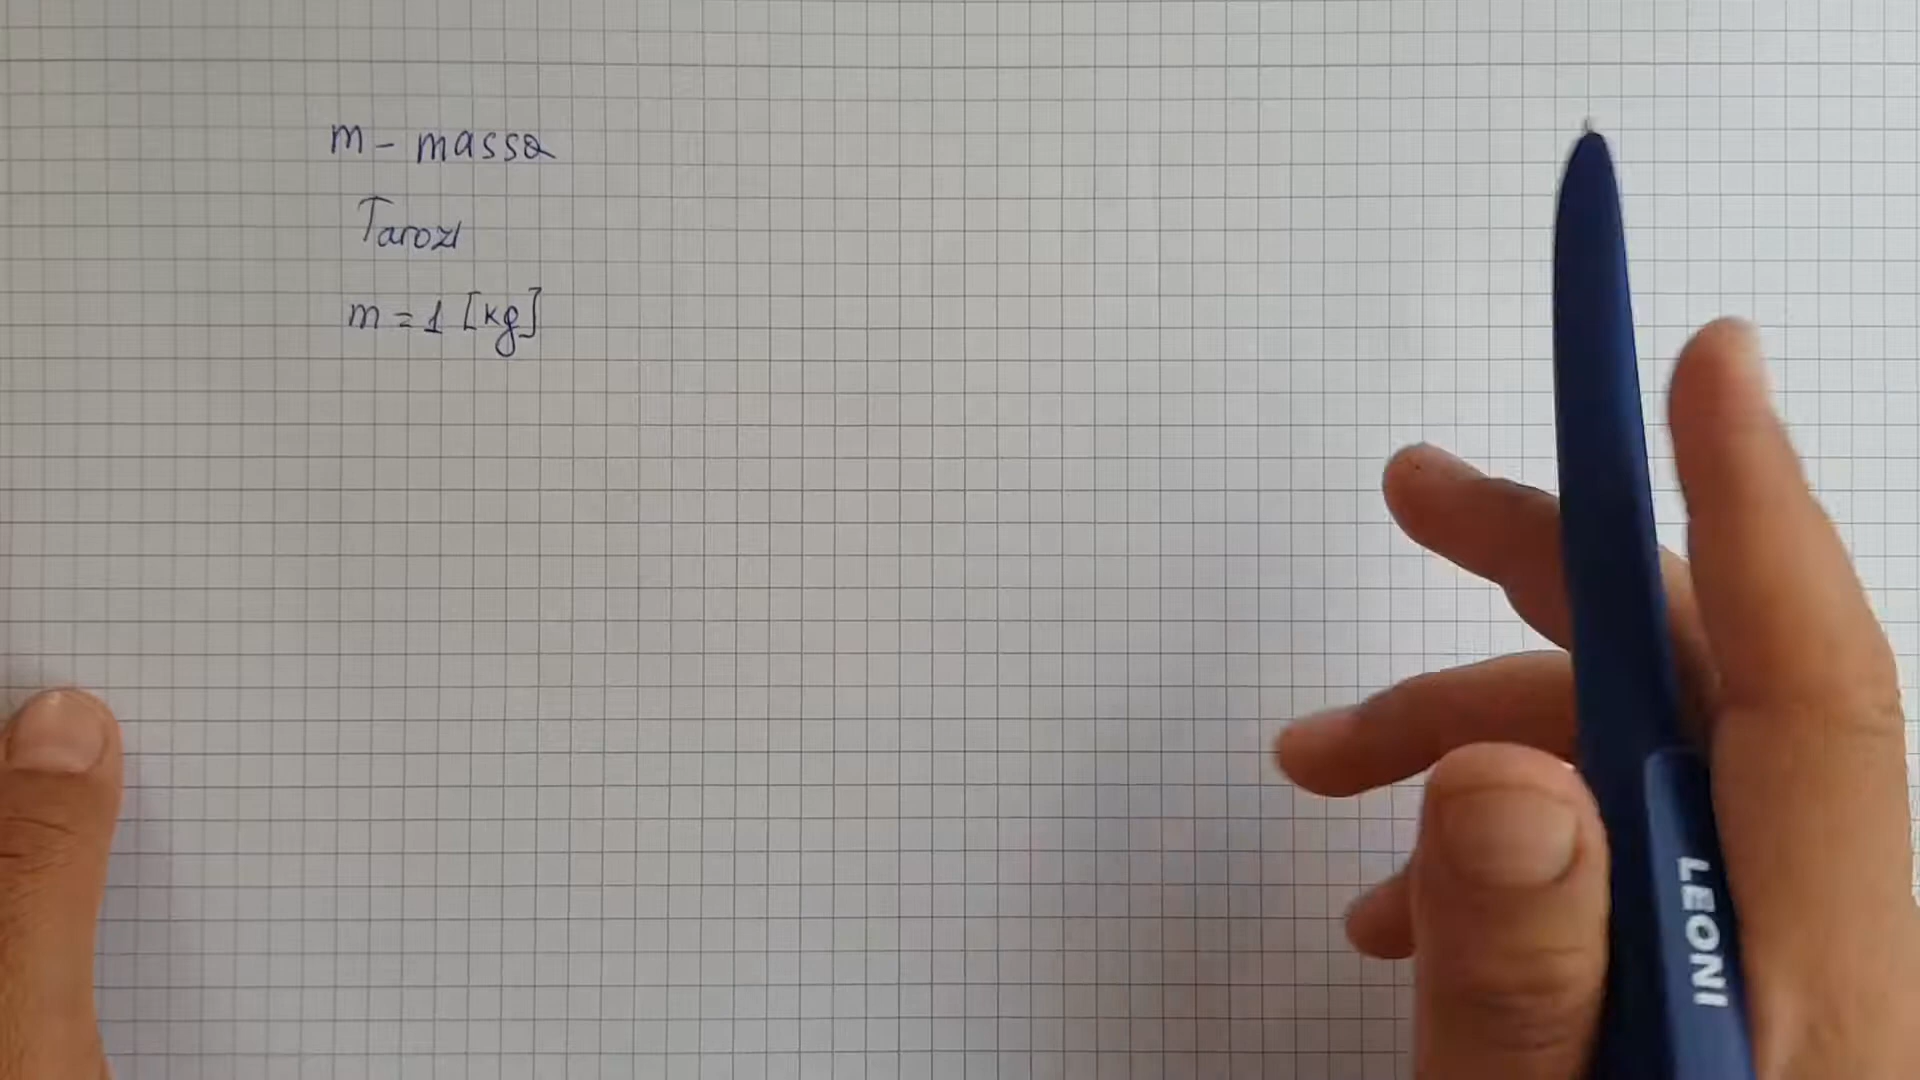 m - massa
Tarozi
m = 1 [kg]
LEONI